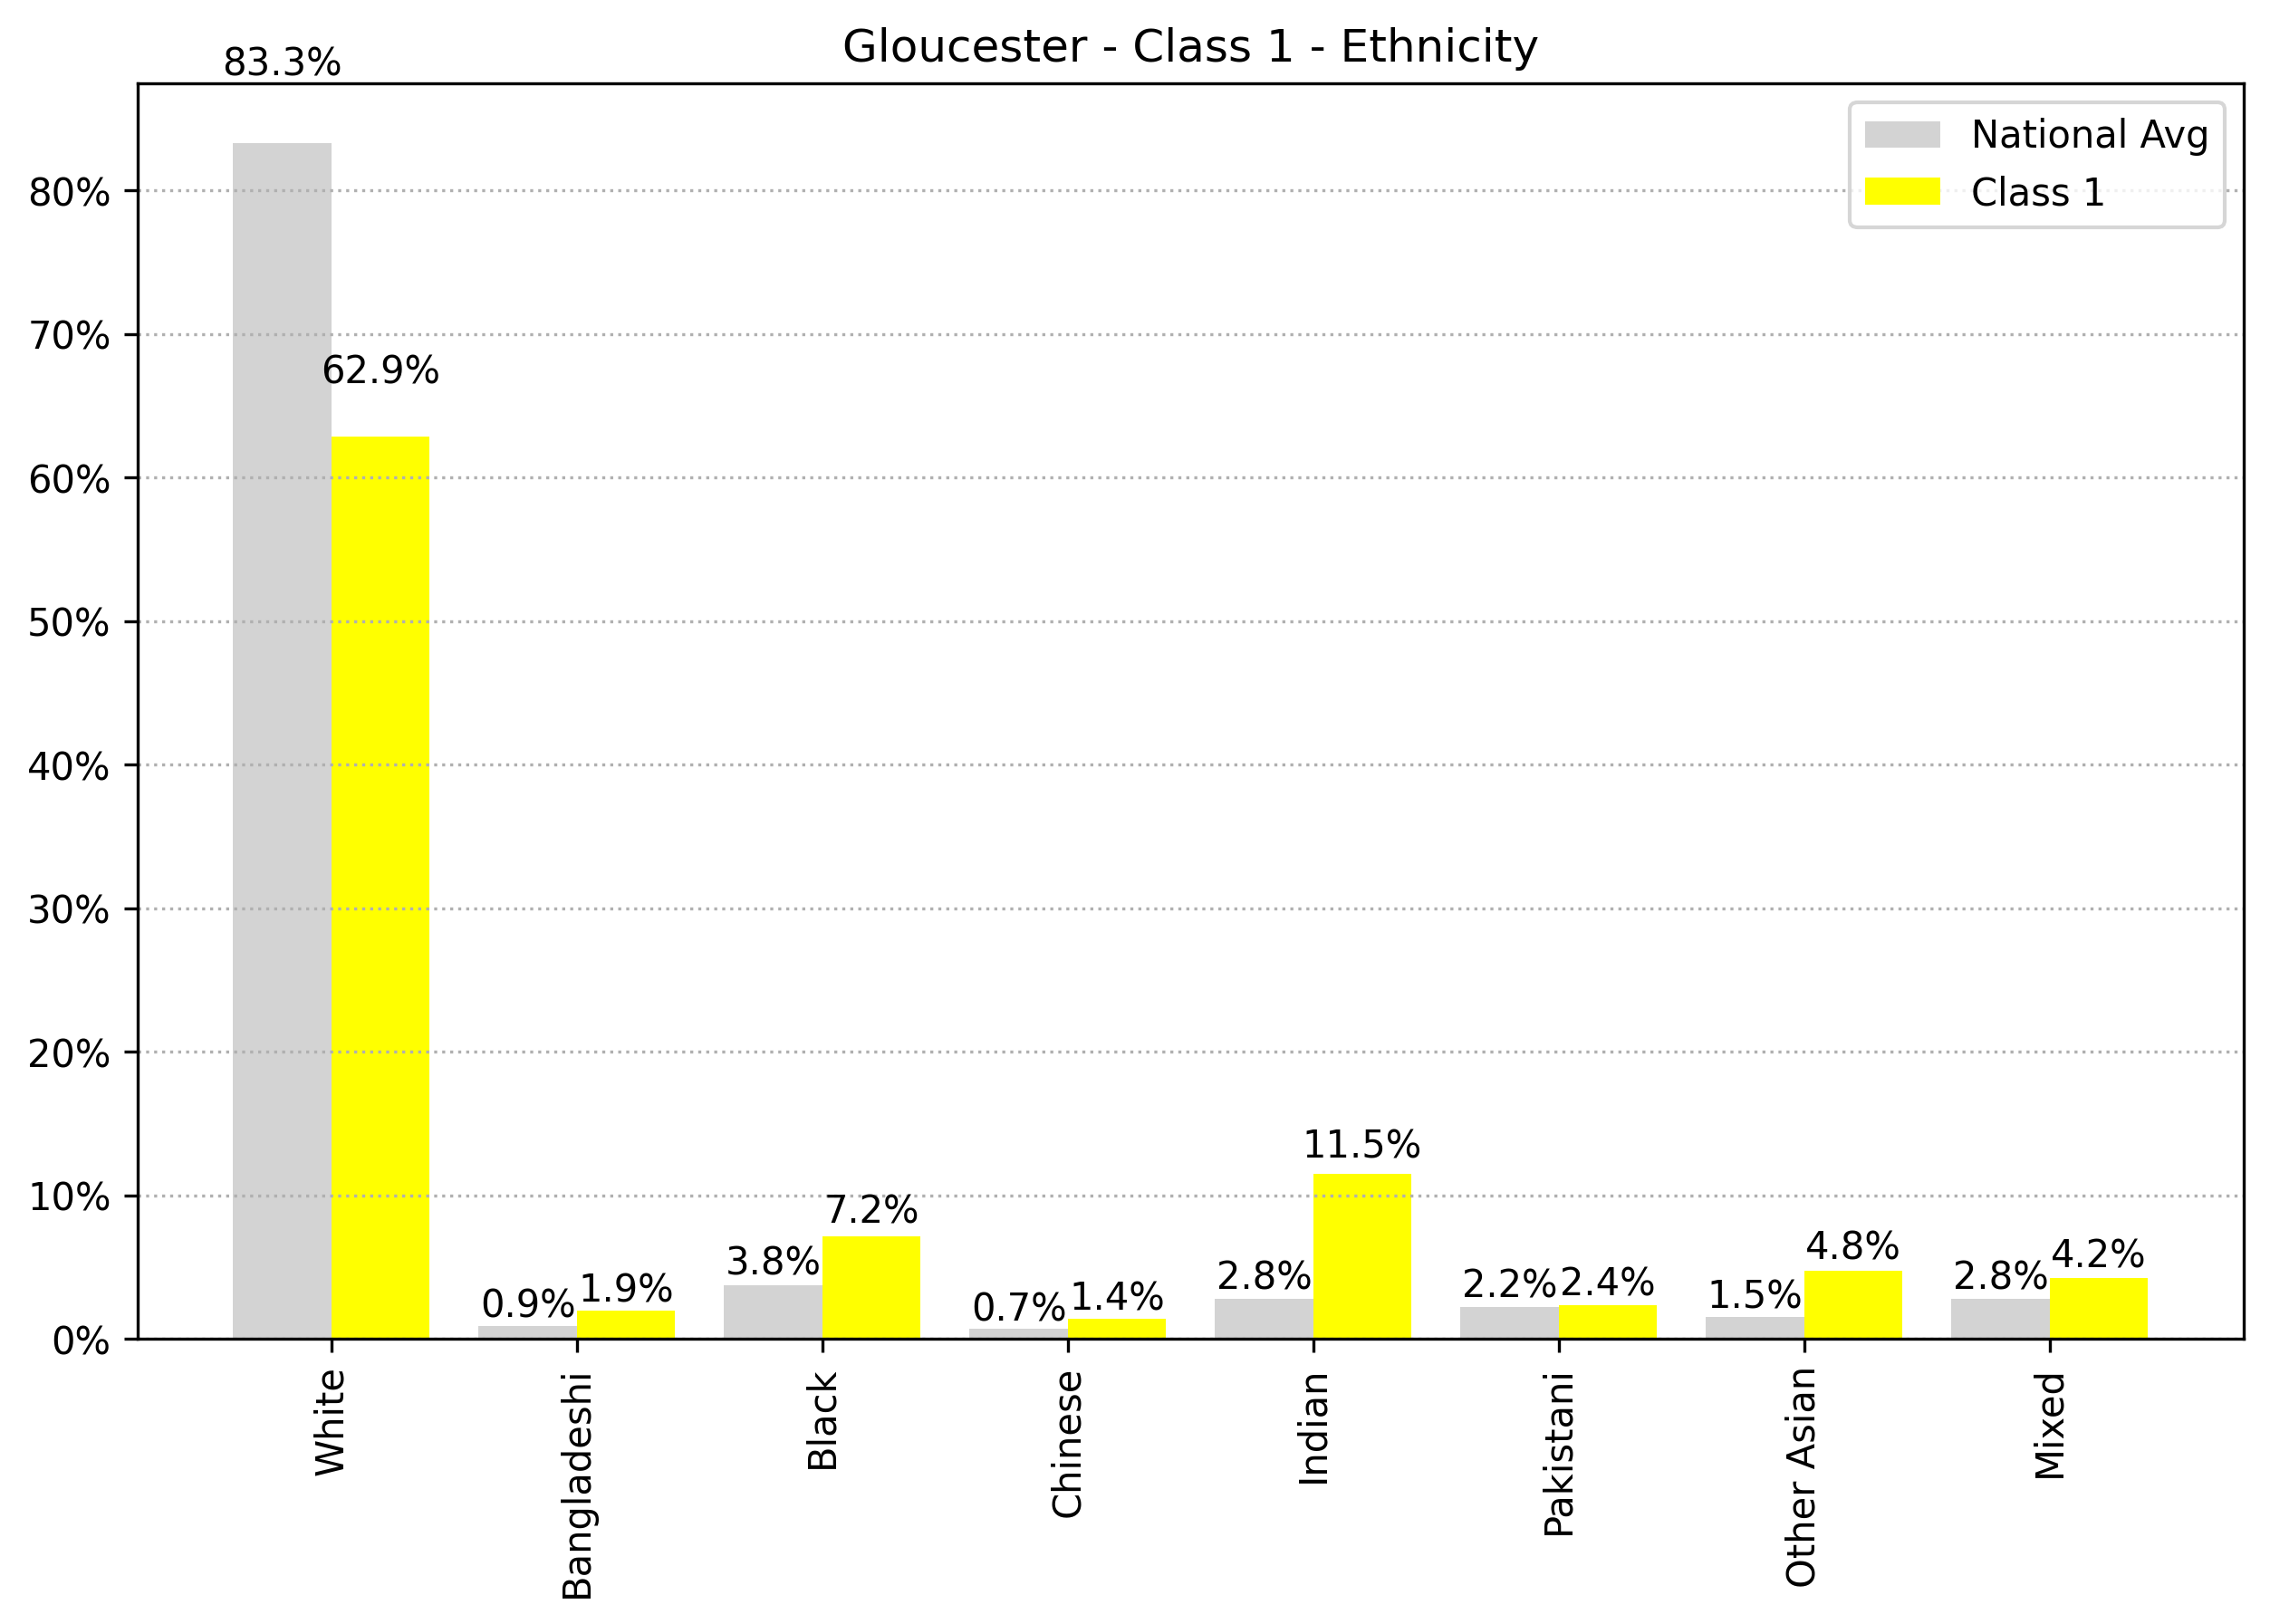 Gloucester - Class 1 - Ethnicity
National Avg
Class 1
80%
70%
60%
50%
40%
30%
20%
10%
0%
83.3%
62.9%
0.9%
1.9%
3.8%
7.2%
0.7%
1.4%
2.8%
11.5%
2.2%
2.4%
1.5%
4.8%
2.8%
4.2%
White
Bangladeshi
Black
Chinese
Indian
Pakistani
Other Asian
Mixed